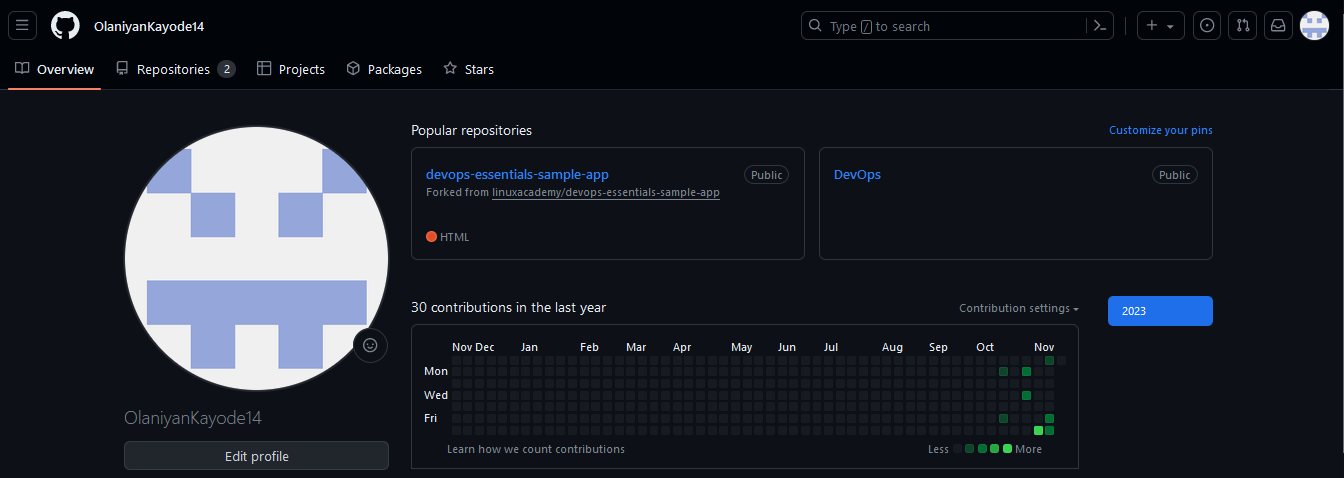 OlaniyanKayode14
Type / to search
Overview Repositories 2 Projects Packages Stars
Popular repositories Customize your pins
devops-essentials-sample-app Public
Forked from linuxacademy/devops-essentials-sample-app
HTML
DevOps Public
30 contributions in the last year Contribution settings
2023
Nov Dec Jan Feb Mar Apr May Jun Jul Aug Sep Oct Nov
Mon
Wed
Fri
Learn how we count contributions Less More
OlaniyanKayode14
Edit profile